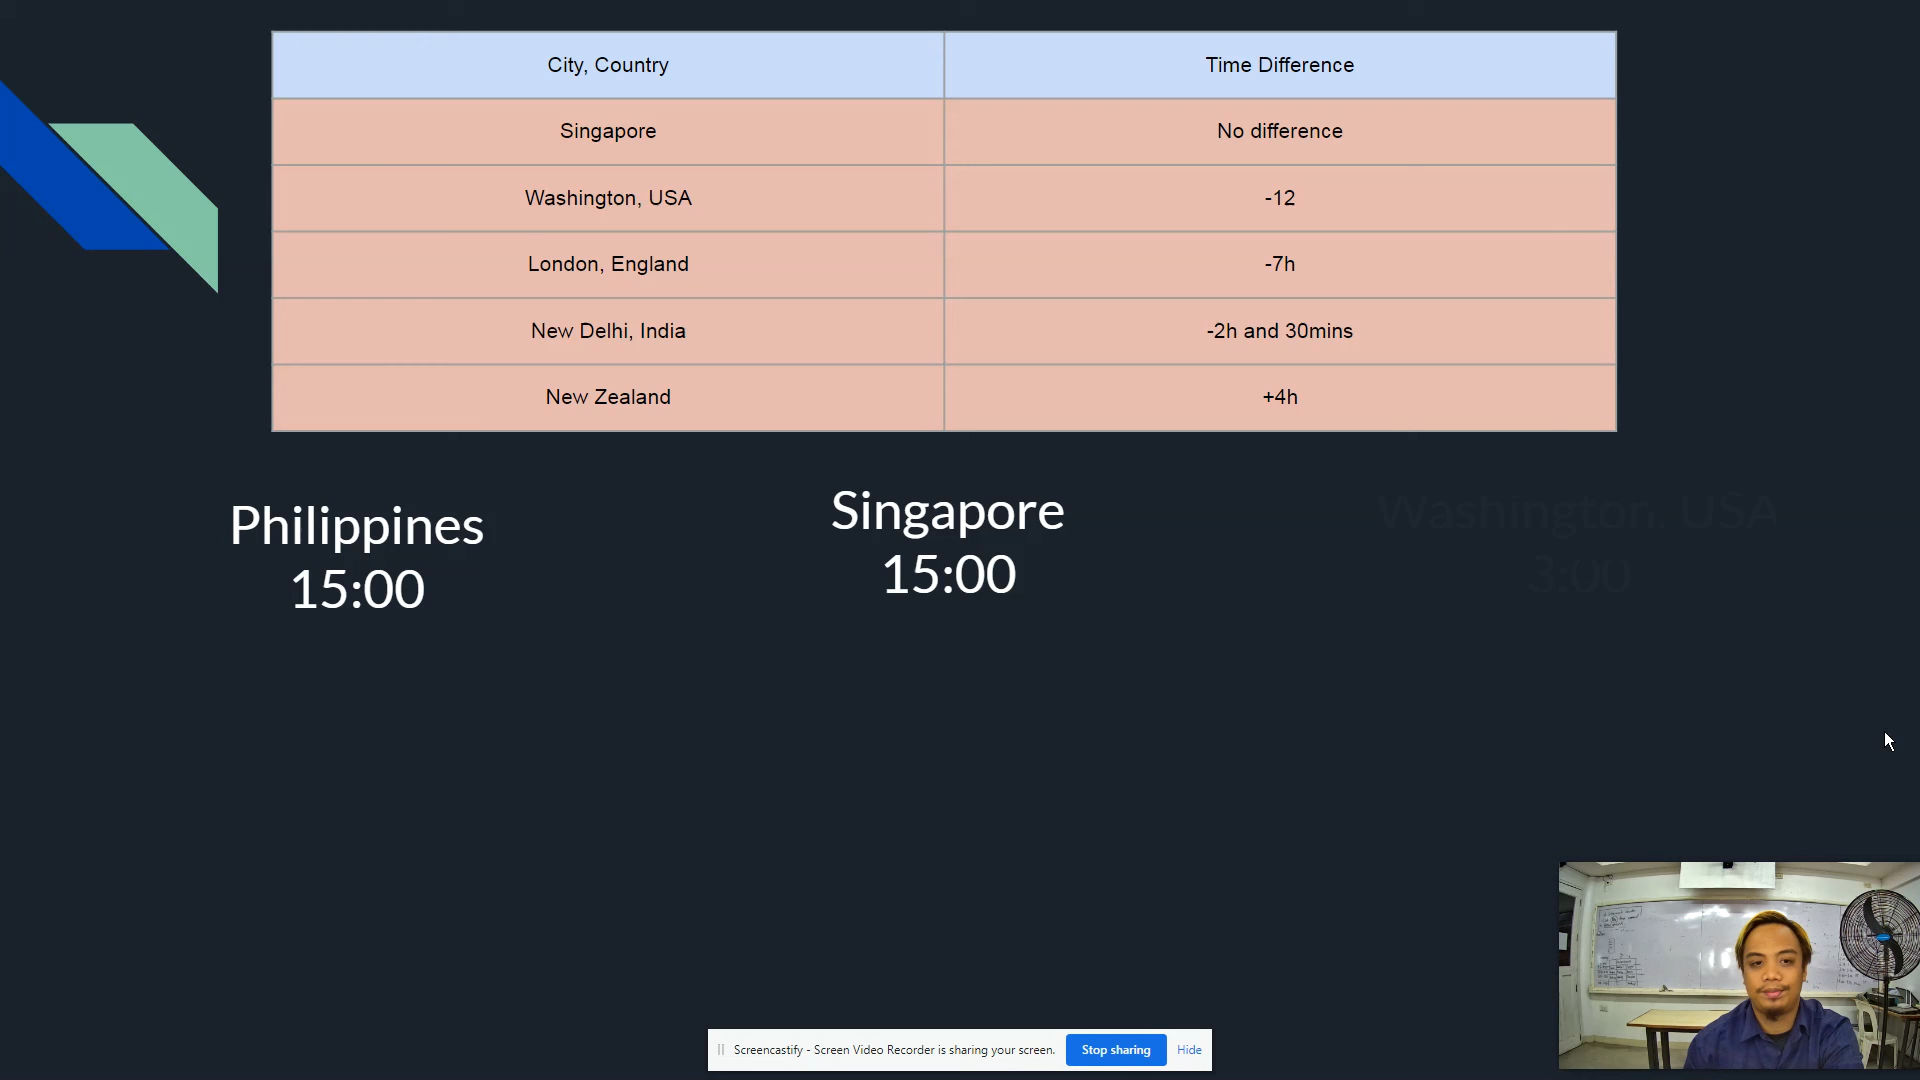 City, Country
Time Difference
Singapore
No difference
Washington, USA
-12
London, England
-7h
New Delhi, India
-2h and 30mins
New Zealand
+4h
Philippines
15:00
Singapore
15:00
Washington, USA
3:00
Screencastify - Screen Video Recorder is sharing your screen.
Stop sharing
Hide